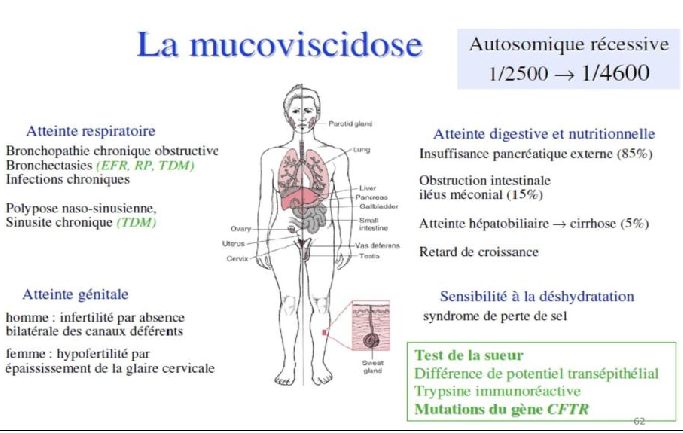 La mucoviscidose
Autosomique récessive
1/2500 → 1/4600
Atteinte respiratoire
Bronchopathie chronique obstructive
Bronchectasies (EFR, RP, TDM)
Infections chroniques
Polypose naso-sinusienne,
Sinusite chronique (TDM)
Atteinte génitale
homme : infertilité par absence
bilatérale des canaux déférents
femme : hypofertilité par
épaississement de la glaire cervicale
Parotid gland
Lung
Liver
Pancreas
Gallbladder
Small
intestine
Vas deferens
Testis
Ovary
Uterus
Cervix
Sweat
gland
Atteinte digestive et nutritionnelle
Insuffisance pancréatique externe (85%)
Obstruction intestinale
iléus méconial (15%)
Atteinte hépatobiliaire → cirrhose (5%)
Retard de croissance
Sensibilité à la déshydratation
syndrome de perte de sel
Test de la sueur
Différence de potentiel transépithélial
Trypsine immunoréactive
Mutations du gène CFTR
62